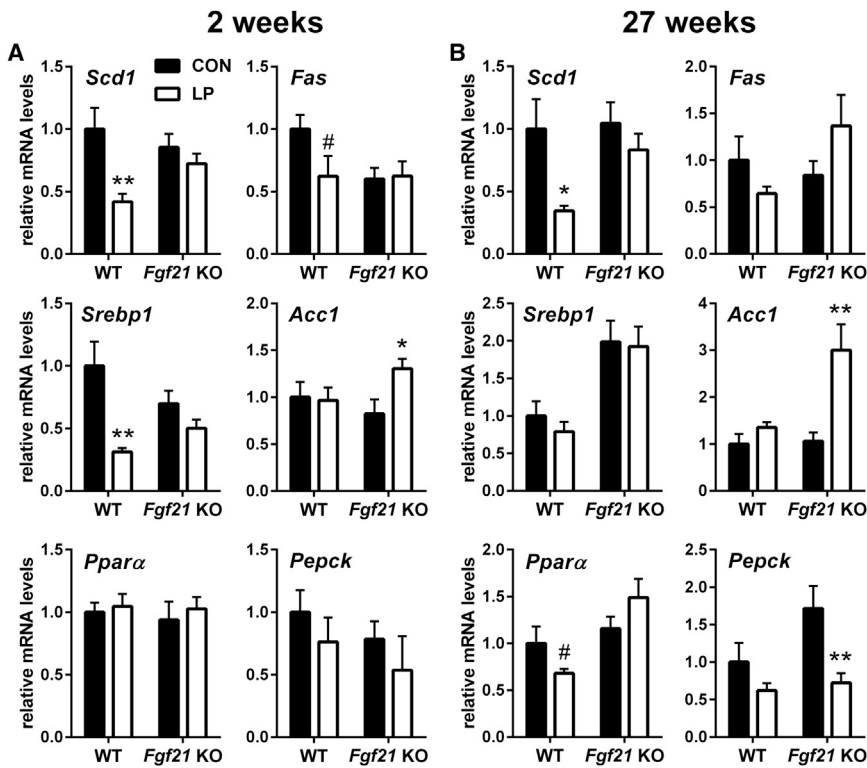 2 weeks
27 weeks
A
B
Scd1
CON
LP
Fas
relative mRNA levels
1.5
1.0
0.5
0.0
**
WT
Fgf21 KO
1.5
1.0
0.5
0.0
#
WT
Fgf21 KO
Scd1
relative mRNA levels
1.5
1.0
0.5
0.0
*
WT
Fgf21 KO
Fas
2.0
1.5
1.0
0.5
0.0
WT
Fgf21 KO
Srebp1
relative mRNA levels
1.5
1.0
0.5
0.0
**
WT
Fgf21 KO
Acc1
2.0
1.5
1.0
0.5
0.0
*
WT
Fgf21 KO
Srebp1
relative mRNA levels
2.5
2.0
1.5
1.0
0.5
0.0
WT
Fgf21 KO
Acc1
4
3
2
1
0
**
WT
Fgf21 KO
Pparα
relative mRNA levels
1.5
1.0
0.5
0.0
WT
Fgf21 KO
Pepck
1.5
1.0
0.5
0.0
WT
Fgf21 KO
Pparα
relative mRNA levels
2.0
1.5
1.0
0.5
0.0
#
WT
Fgf21 KO
Pepck
2.5
2.0
1.5
1.0
0.5
0.0
**
WT
Fgf21 KO